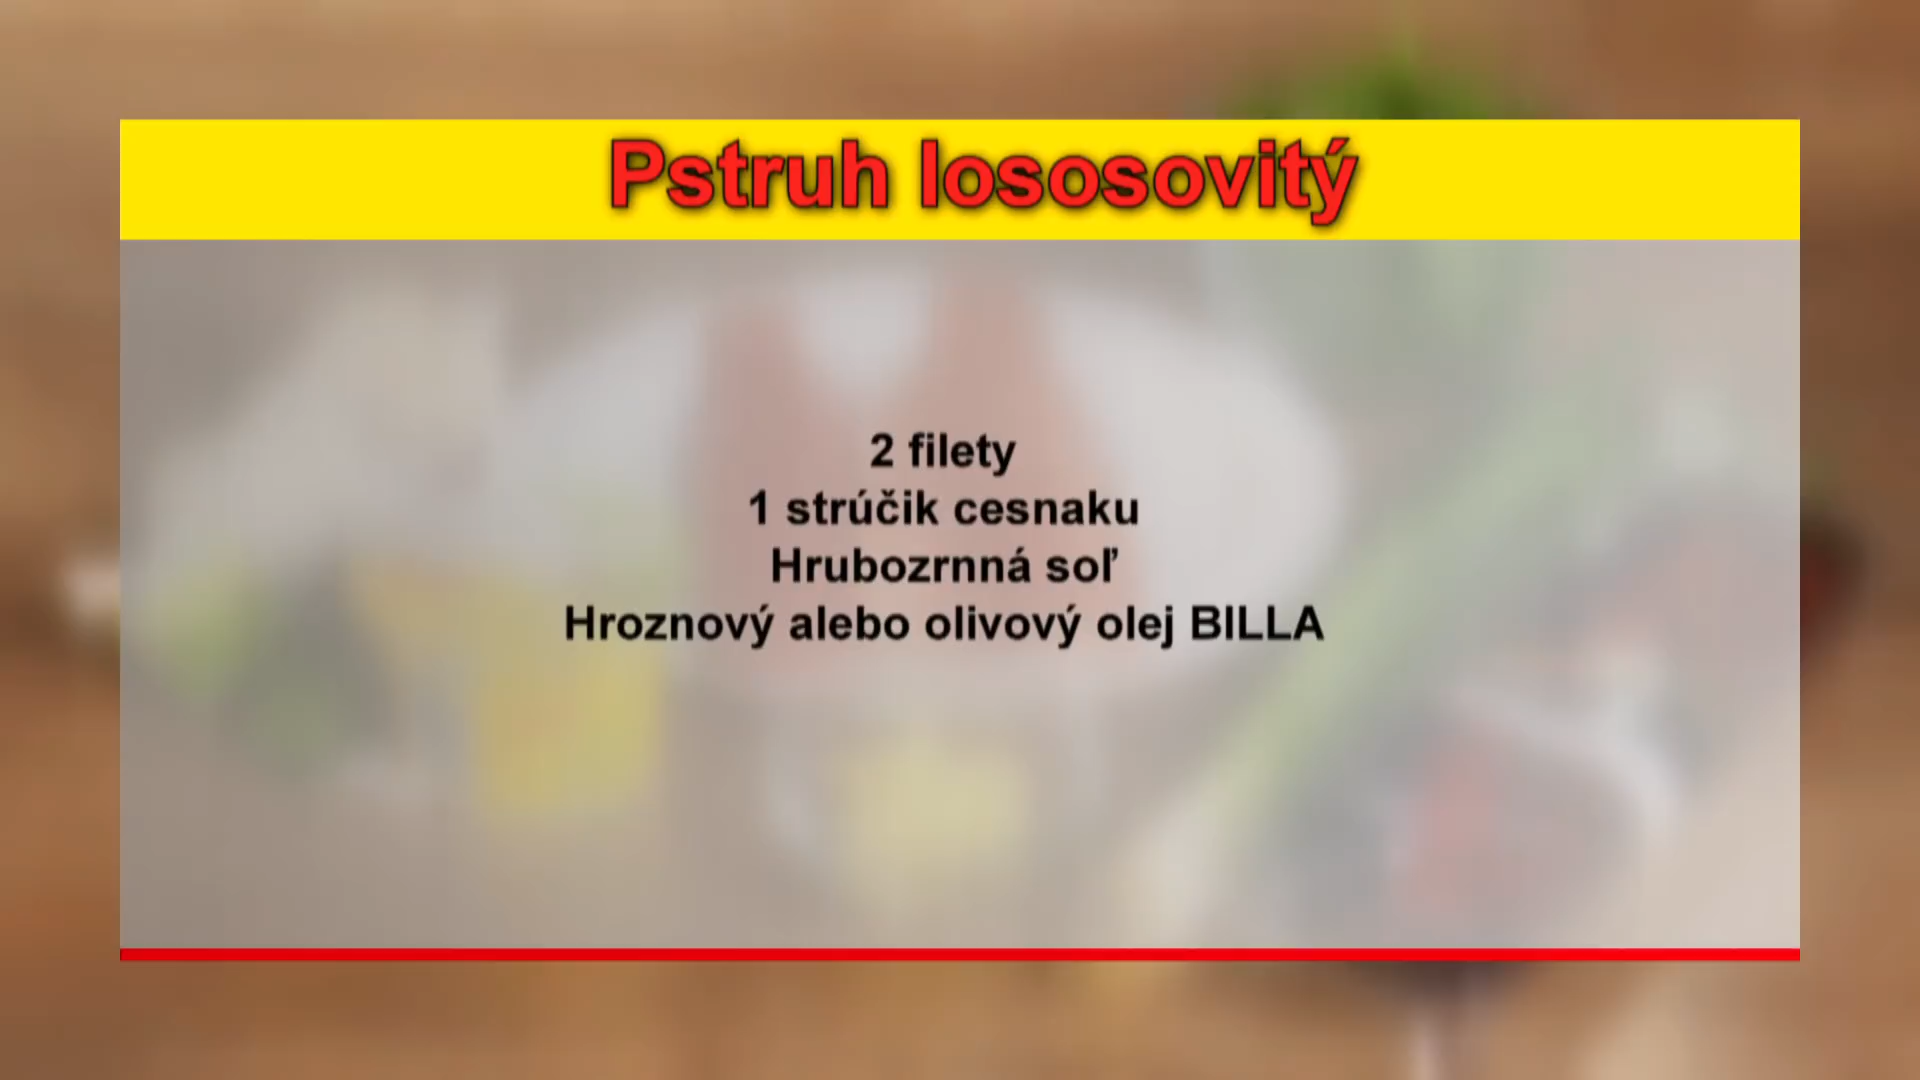 Pstruh lososovitý
2 filety
1 strúčik cesnaku
Hrubozrnná soľ
Hroznový alebo olivový olej BILLA